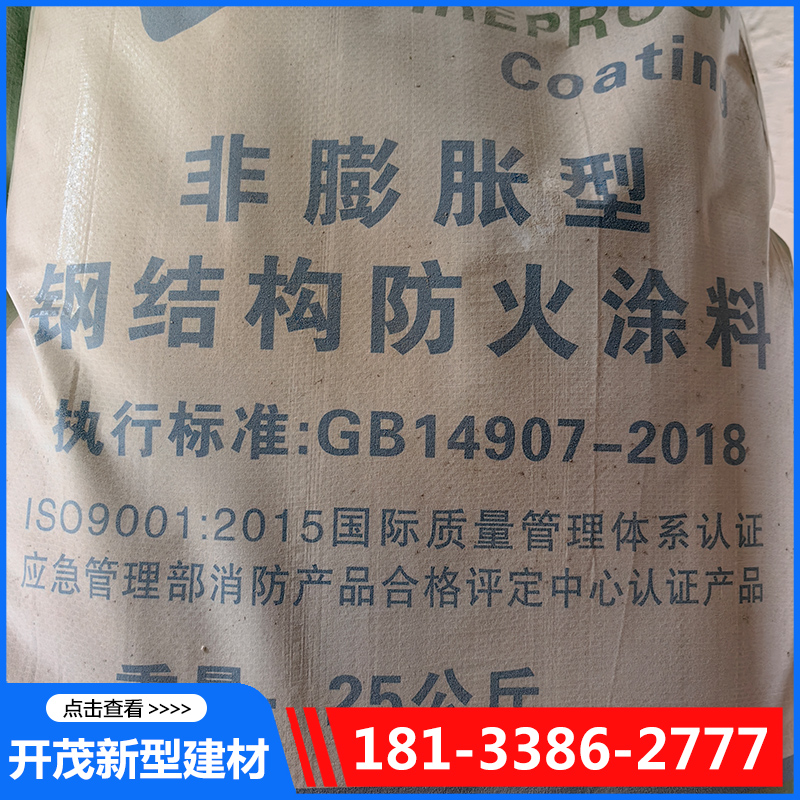 Coating
非膨胀型
钢结构防火涂料
执行标准:GB14907-2018
ISO9001:2015国际质量管理体系认证
应急管理部消防产品合格评定中心认证产品
重量: 25公斤
点击查看 >>>>
开茂新型建材
181-3386-2777